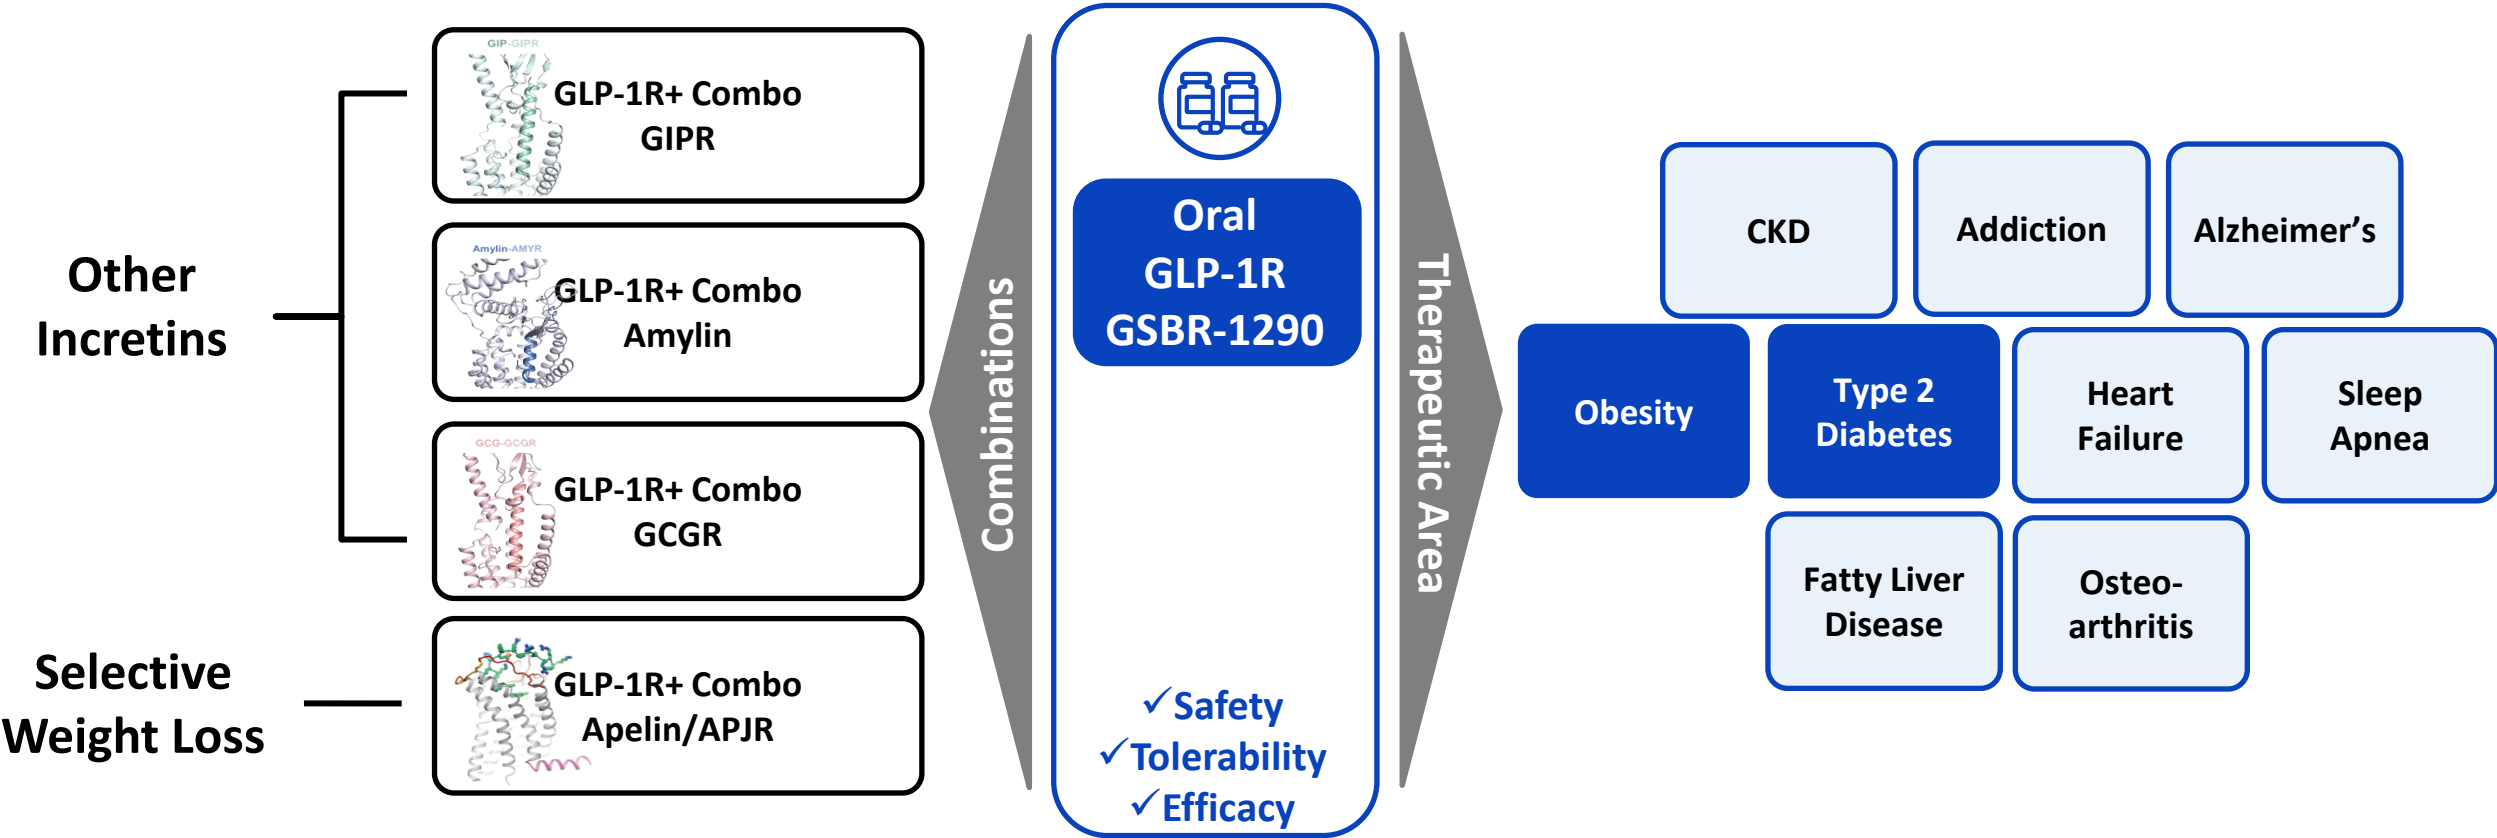 Other
Incretins
Selective
Weight Loss
GIP-GIPR
GLP-1R+ Combo
GIPR
Amylin-AMYR
GLP-1R+ Combo
Amylin
GCG-GCGR
GLP-1R+ Combo
GCGR
GLP-1R+ Combo
Apelin/APJR
Combinations
Oral
GLP-1R
GSBR-1290
✓Safety
✓Tolerability
✓Efficacy
Therapeutic Area
CKD
Addiction
Alzheimer’s
Obesity
Type 2
Diabetes
Heart
Failure
Sleep
Apnea
Fatty Liver
Disease
Osteo-
arthritis